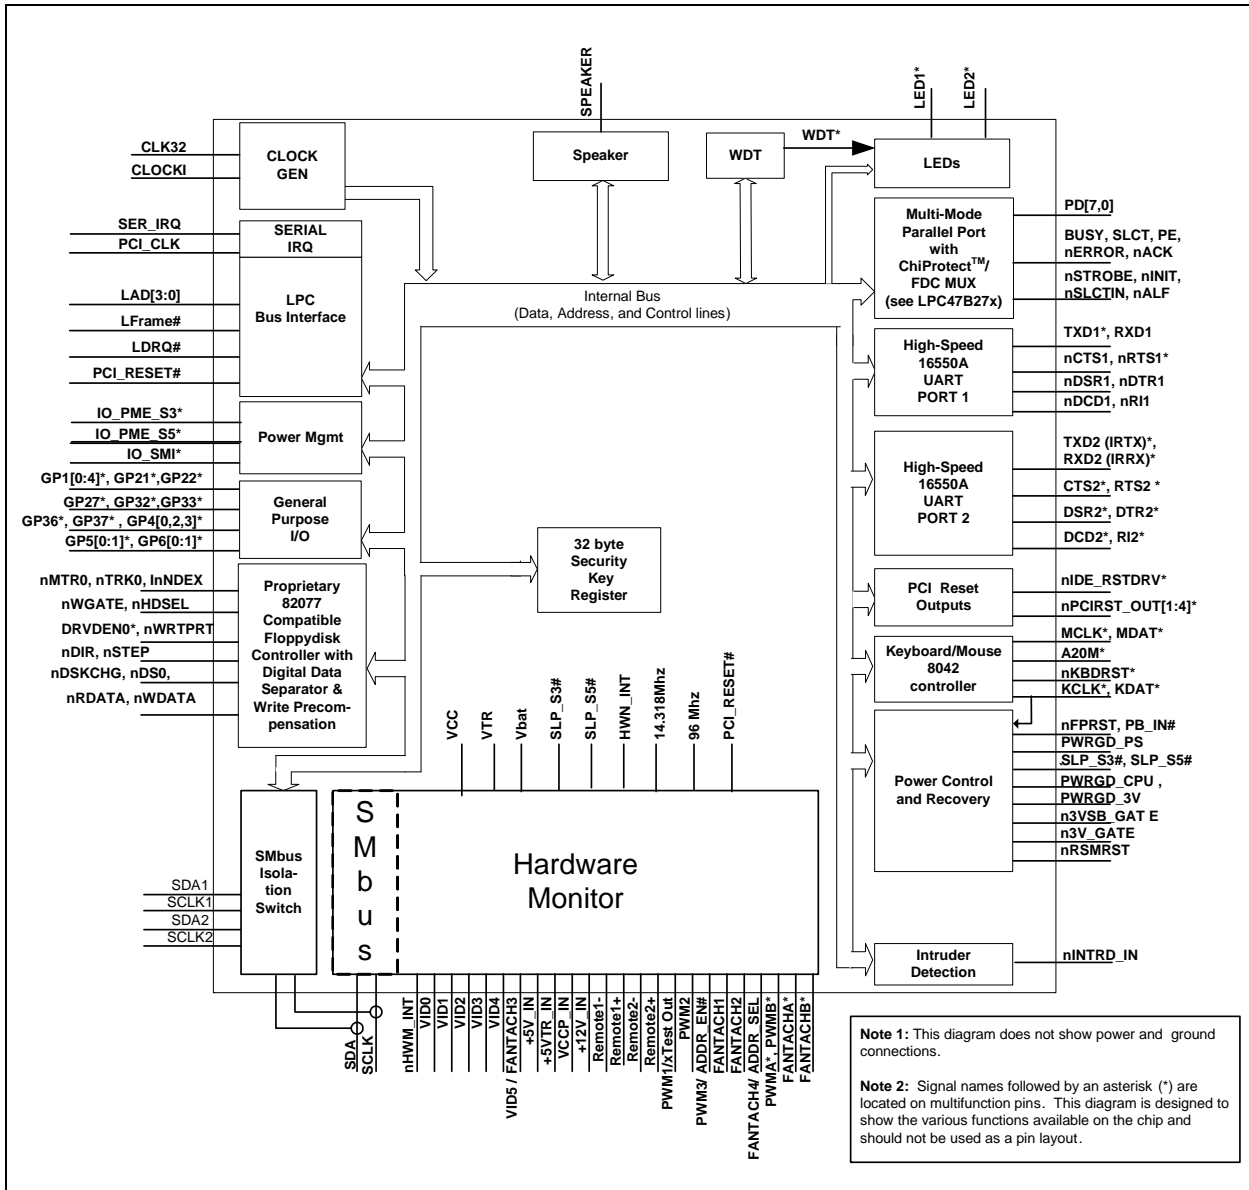 SPEAKER
LED1*
LED2*
CLK32
CLOCKI
CLOCK
GEN
Speaker
WDT
WDT*
LEDs
SER_IRQ
PCI_CLK
SERIAL
IRQ
LAD[3:0]
LFrame#
LDRQ#
PCI_RESET#
LPC
Bus Interface
Internal Bus
(Data, Address, and Control lines)
Multi-Mode
Parallel Port
with
ChiProtect™/
FDC MUX
(see LPC47B27x)
PD[7,0]
BUSY, SLCT, PE,
nERROR, nACK
nSTROBE, nINIT,
nSLCTIN, nALF
High-Speed
16550A
UART
PORT 1
TXD1*, RXD1
nCTS1, nRTS1*
nDSR1, nDTR1
nDCD1, nRI1
IO_PME_S3*
IO_PME_S5*
IO_SMI*
Power Mgmt
High-Speed
16550A
UART
PORT 2
TXD2 (IRTX)*,
RXD2 (IRRX)*
CTS2*, RTS2 *
DSR2*, DTR2*
DCD2*, RI2*
GP1[0:4]*, GP21*,GP22*
GP27*, GP32*,GP33*
GP36*, GP37* , GP4[0,2,3]*
GP5[0:1]*, GP6[0:1]*
General
Purpose
I/O
32 byte
Security
Key
Register
nMTR0, nTRK0, InNDEX
nWGATE, nHDSEL
DRVDEN0*, nWRTPRT
nDIR, nSTEP
nDSKCHG, nDS0,
nRDATA, nWDATA
Proprietary
82077
Compatible
Floppydisk
Controller with
Digital Data
Separator &
Write Precom-
pensation
PCI Reset
Outputs
nIDE_RSTDRV*
nPCIRST_OUT[1:4]*
Keyboard/Mouse
8042
controller
MCLK*, MDAT*
A20M*
nKBDRST*
KCLK*, KDAT*
Power Control
and Recovery
nFPRST, PB_IN#
PWRGD_PS
SLP_S3#, SLP_S5#
PWRGD_CPU ,
PWRGD_3V
n3VSB_GAT E
n3V_GATE
nRSMRST
VCC
VTR
Vbat
SLP_S3#
SLP_S5#
HWN_INT
14.318Mhz
96 Mhz
PCI_RESET#
SMbus
Isola-
tion
Switch
SDA1
SCLK1
SDA2
SCLK2
S
M
b
u
s
Hardware
Monitor
Intruder
Detection
nINTRD_IN
SDA
SCLK
nHWM_INT
VID0
VID1
VID2
VID3
VID4
VID5 / FANTACH3
+5V_IN
+5VTR_IN
VCCP_IN
+12V_IN
Remote1-
Remote1+
Remote2-
Remote2+
PWM1/xTest Out
PWM2
PWM3/ ADDR_EN#
FANTACH1
FANTACH2
FANTACH4/ ADDR_SEL
PWMA*, PWMB*
FANTACHA*
FANTACHB*
Note 1: This diagram does not show power and ground
connections.
Note 2: Signal names followed by an asterisk (*) are
located on multifunction pins. This diagram is designed to
show the various functions available on the chip and
should not be used as a pin layout.